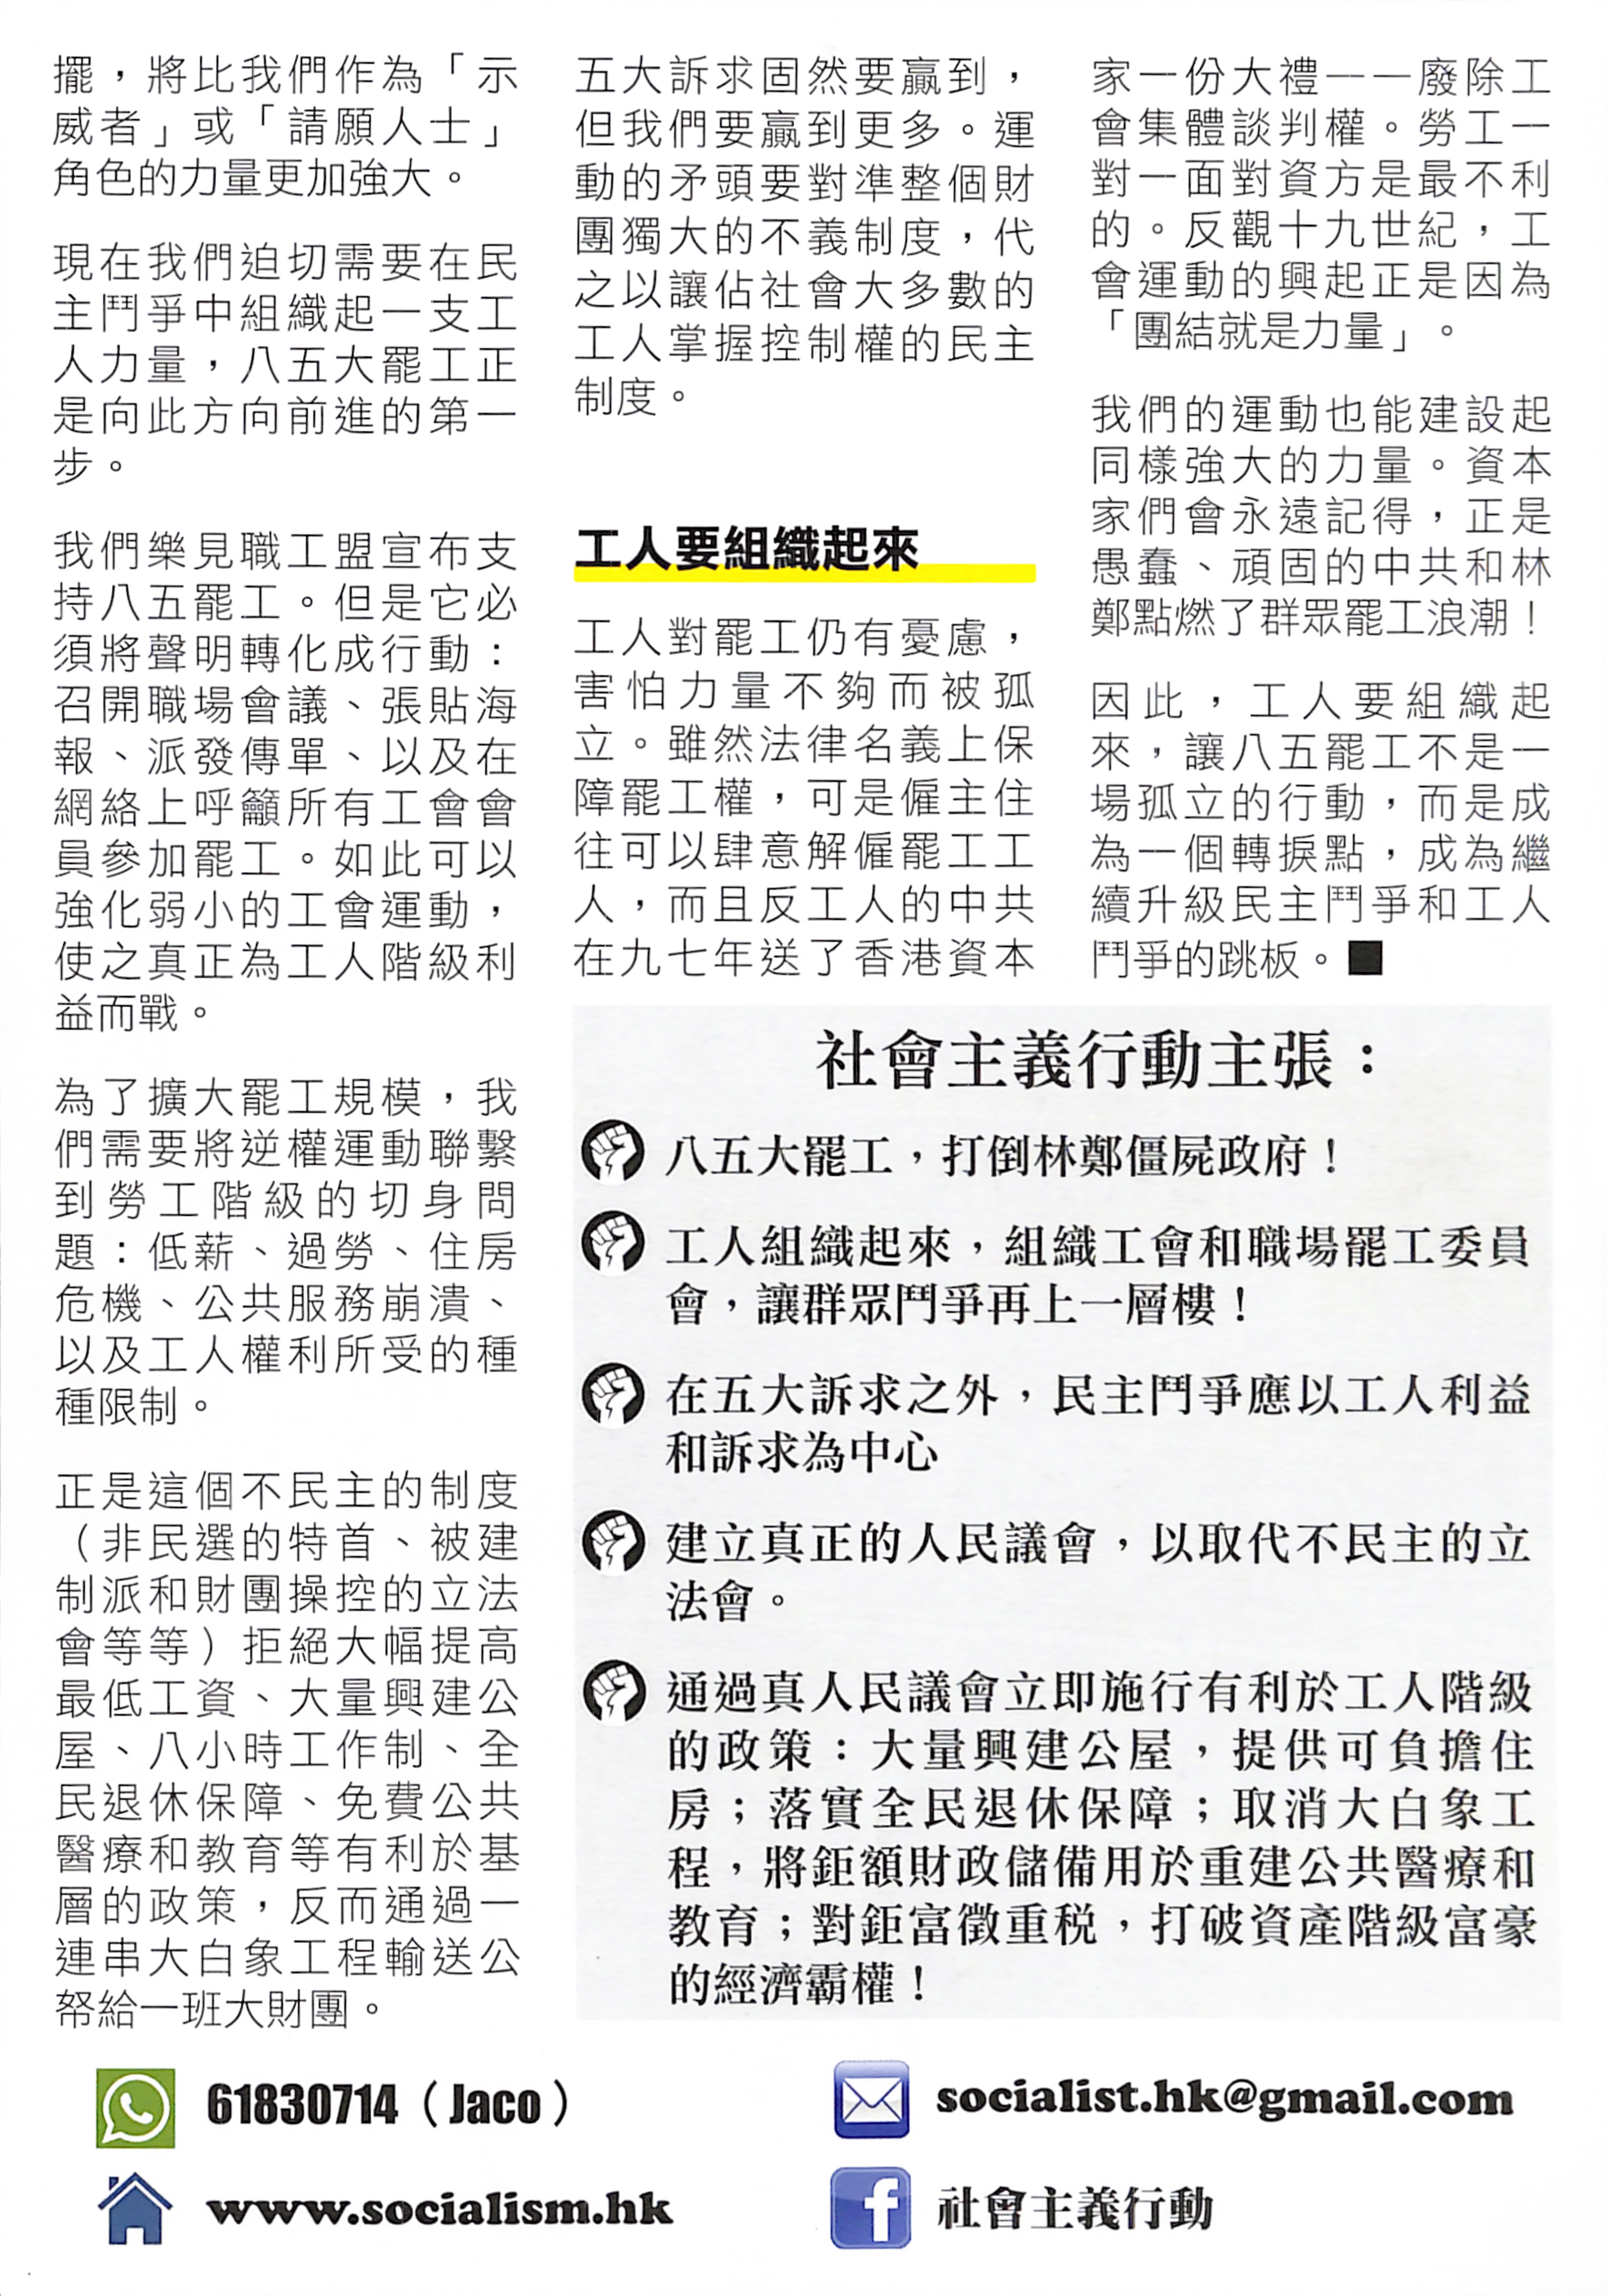 擺，將比我們作為「示
威者」或「請願人士」
角色的力量更加強大。
現在我們迫切需要在民
主鬥爭中組織起一支工
人力量，八五大罷工正
是向此方向前進的第一
步。
我們樂見職工盟宣布支
持八五罷工。但是它必
須將聲明轉化成行動：
召開職場會議、張貼海
報、派發傳單、以及在
網絡上呼籲所有工會會
員參加罷工。如此可以
強化弱小的工會運動，
使之真正為工人階級利
益而戰。
為了擴大罷工規模，我
們需要將逆權運動聯繫
到勞工階級的切身問
題：低薪、過勞、住房
危機、公共服務崩潰、
以及工人權利所受的種
種限制。
正是這個不民主的制度
（非民選的特首、被建
制派和財團操控的立法
會等等）拒絕大幅提高
最低工資、大量興建公
屋、八小時工作制、全
民退休保障、免費公共
醫療和教育等有利於基
層的政策，反而通過一
連串大白象工程輸送公
帑給一班大財團。
五大訴求固然要贏到，
但我們要贏到更多。運
動的矛頭要對準整個財
團獨大的不義制度，代
之以讓佔社會大多數的
工人掌握控制權的民主
制度。
工人要組織起來
工人對罷工仍有憂慮，
害怕力量不夠而被孤
立。雖然法律名義上保
障罷工權，可是僱主住
往可以肆意解僱罷工工
人，而且反工人的中共
在九七年送了香港資本
家一份大禮——廢除工
會集體談判權。勞工一
對一面對資方是最不利
的。反觀十九世紀，工
會運動的興起正是因為
「團結就是力量」。
我們的運動也能建設起
同樣強大的力量。資本
家們會永遠記得，正是
愚蠢、頑固的中共和林
鄭點燃了群眾罷工浪潮！
因此，工人要組織起
來，讓八五罷工不是一
場孤立的行動，而是成
為一個轉捩點，成為繼
續升級民主鬥爭和工人
鬥爭的跳板。■
社會主義行動主張：
八五大罷工，打倒林鄭僵屍政府！
工人組織起來，組織工會和職場罷工委員
會，讓群眾鬥爭再上一層樓！
在五大訴求之外，民主鬥爭應以工人利益
和訴求為中心
建立真正的人民議會，以取代不民主的立
法會。
通過真人民議會立即施行有利於工人階級
的政策：大量興建公屋，提供可負擔住
房；落實全民退休保障；取消大白象工
程，將鉅額財政儲備用於重建公共醫療和
教育；對鉅富徵重税，打破資產階級富豪
的經濟霸權！
61830714（Jaco）
socialist.hk@gmail.com
www.socialism.hk
社會主義行動